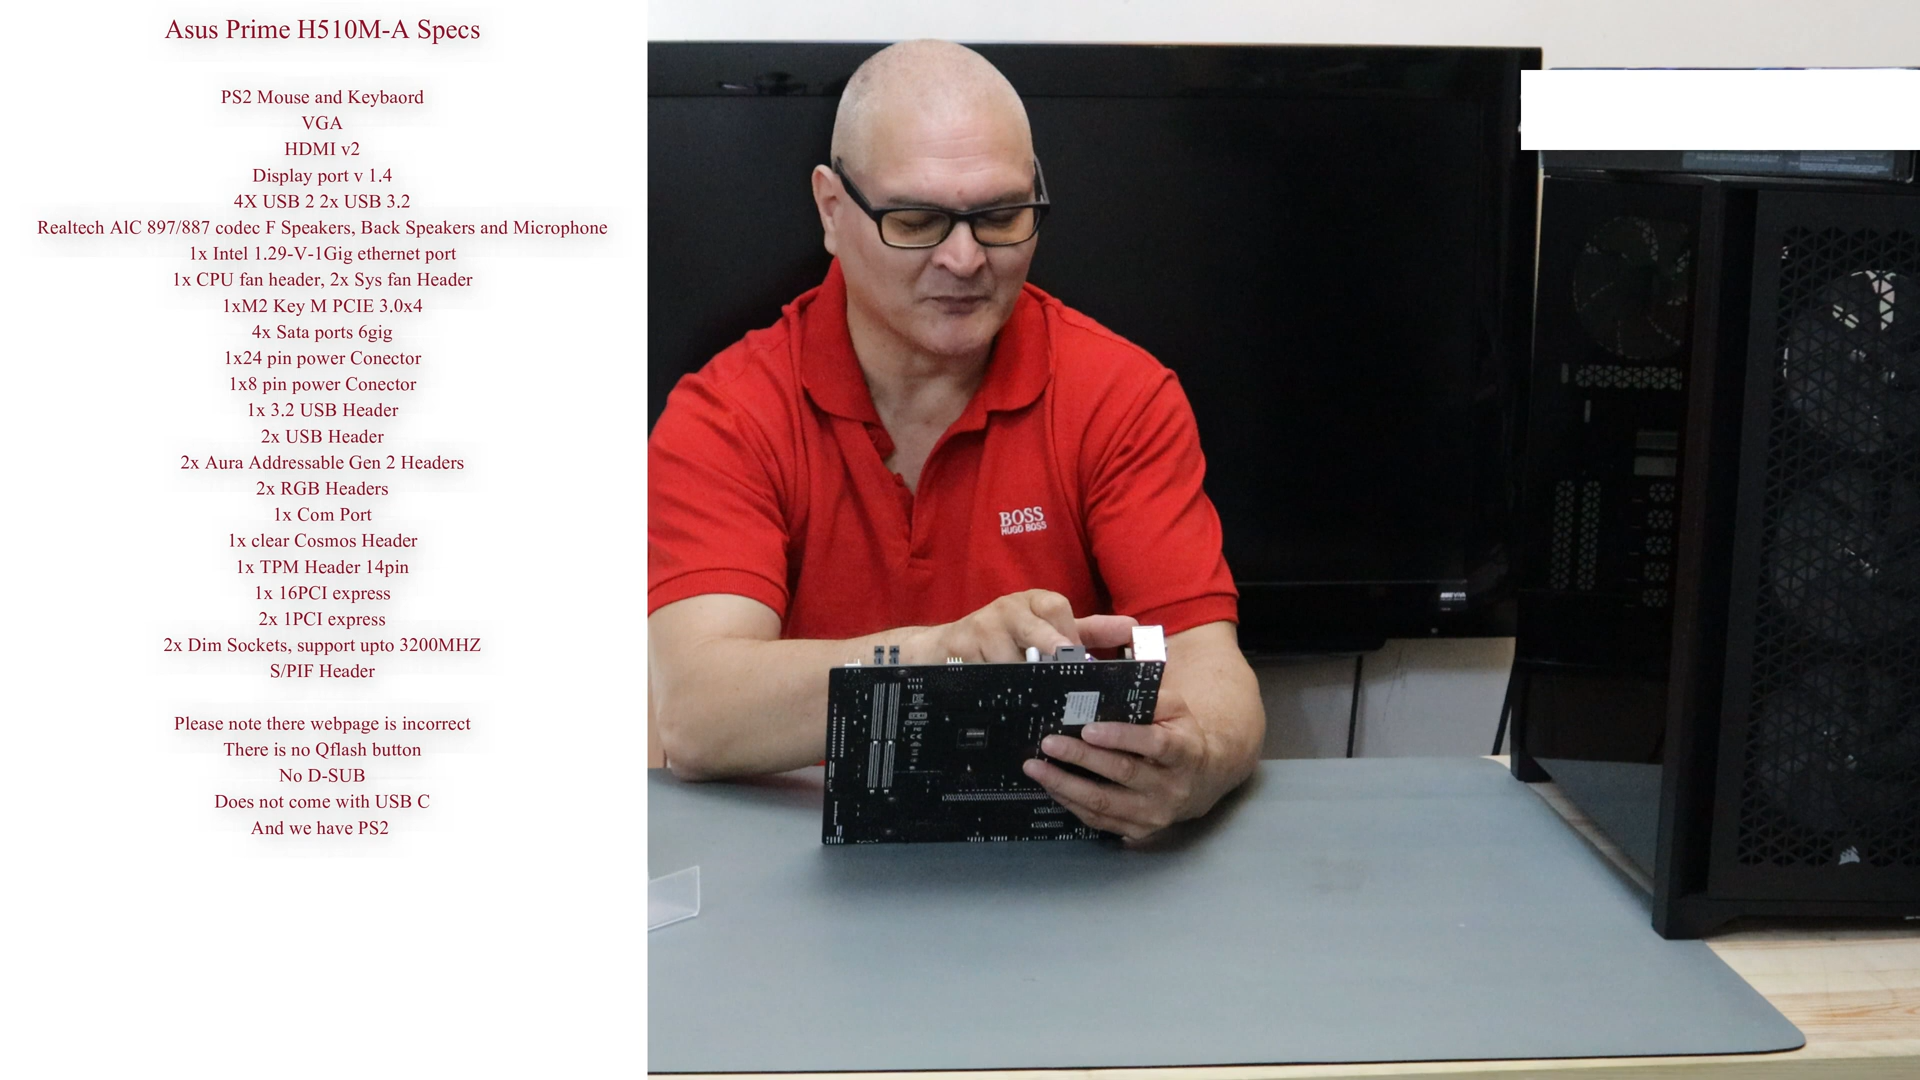 Asus Prime H510M-A Specs
PS2 Mouse and Keybaord
VGA
HDMI v2
Display port v 1.4
4X USB 2 2x USB 3.2
Realtech AlC 897/887 codec F Speakers, Back Speakers and Microphone
1x Intel 1.29-V-1Gig ethernet port
1x CPU fan header, 2x Sys fan Header
1xM2 Key M PCIE 3.0x4
4x Sata ports 6gig
1x24 pin power Conector
1x8 pin power Conector
1x 3.2 USB Header
2x USB Header
2x Aura Addressable Gen 2 Headers
2x RGB Headers
1x Com Port
1x clear Cosmos Header
1x TPM Header 14pin
1x 16PCI express
2x 1PCI express
2x Dim Sockets, support upto 3200MHZ
S/PIF Header
Please note there webpage is incorrect
There is no Qflash button
No D-SUB
Does not come with USB C
And we have PS2
BOSS
HUGO BOSS